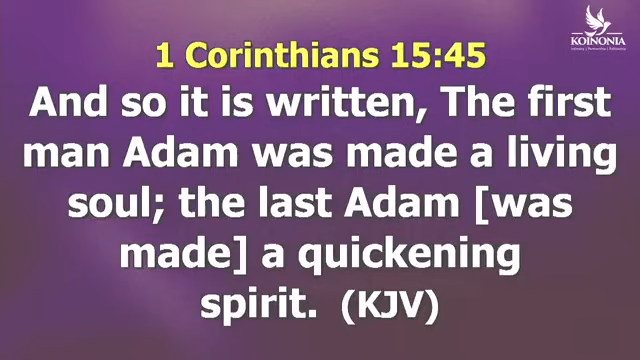 KOINONIA
1 Corinthians 15:45
And so it is written, The first
man Adam was made a living
soul; the last Adam [was
made] a quickening
spirit. (KJV)